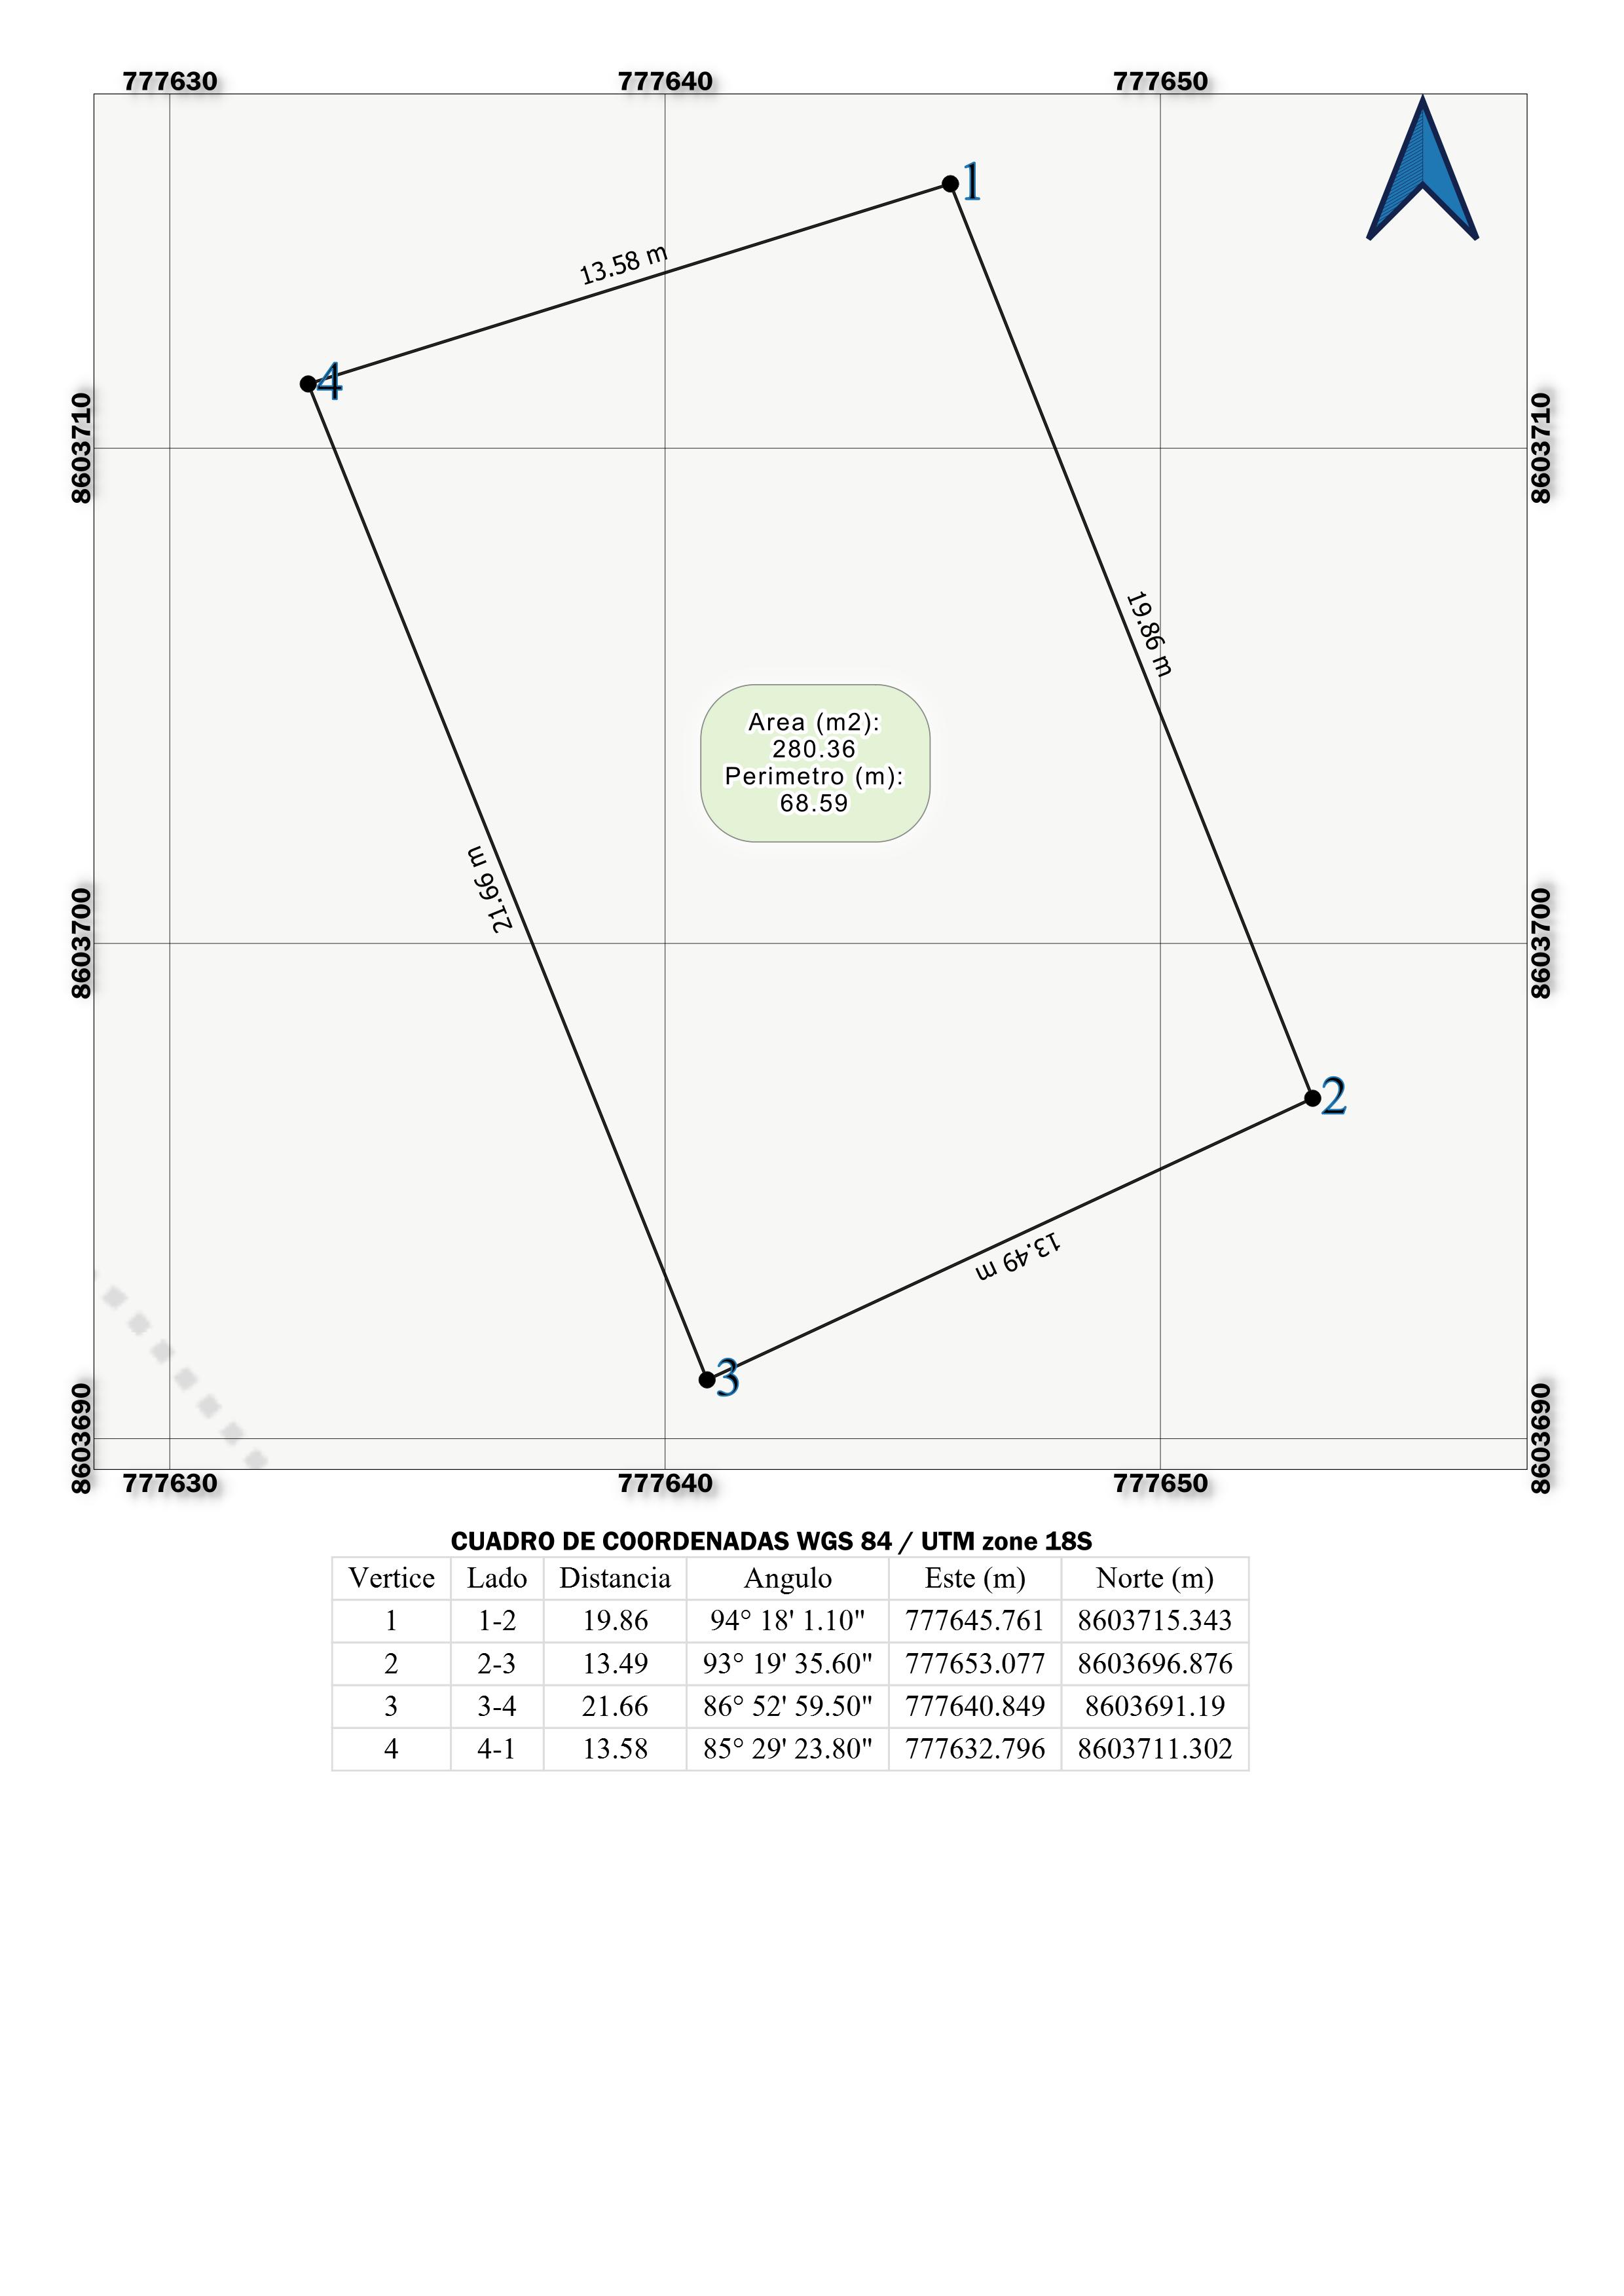 777630 777640 777650
1
13.58 m
4
8603710 8603710
19.86 m
Area (m2):
280.36
Perimetro (m):
68.59
21.66 m
8603700 8603700
2
13.49 m
3
8603690 8603690
777630 777640 777650
CUADRO DE COORDENADAS WGS 84 / UTM zone 18S
Vertice Lado Distancia Angulo Este (m) Norte (m)
1 1-2 19.86 94° 18' 1.10" 777645.761 8603715.343
2 2-3 13.49 93° 19' 35.60" 777653.077 8603696.876
3 3-4 21.66 86° 52' 59.50" 777640.849 8603691.19
4 4-1 13.58 85° 29' 23.80" 777632.796 8603711.302